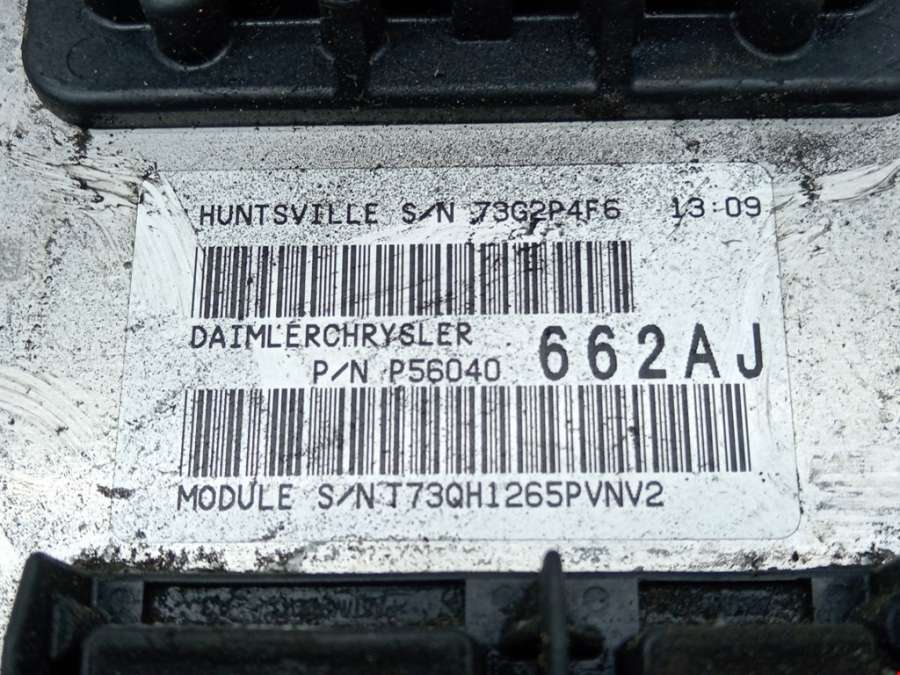 HUNTSVILLE S/N 73G2P4F6 13:09
DAIMLERCHRYSLER
P/N P56040 662AJ
MODULE S/N T73QH1265PVNV2